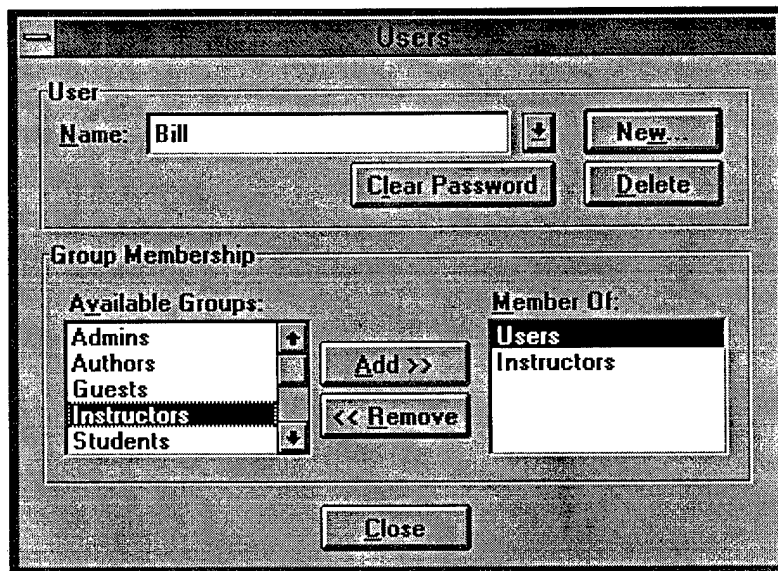 Users
User
Name: Bill New...
Clear Password Delete
Group Membership
Available Groups: Member Of:
Admins Users
Authors Add >> Instructors
Guests
Instructors << Remove
Students
Close